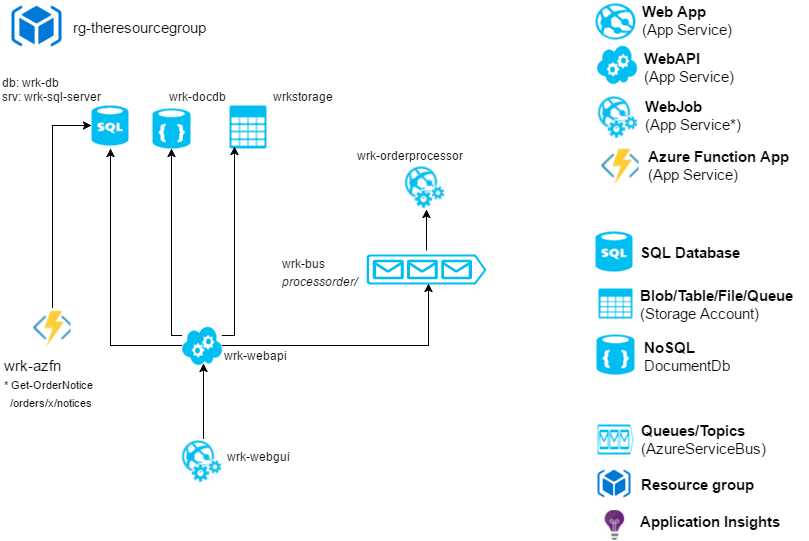 rg-theresourcegroup
db: wrk-db
srv: wrk-sql-server
wrk-docdb
wrkstorage
SQL
wrk-orderprocessor
wrk-bus
processorder/
wrk-azfn
* Get-OrderNotice
/orders/x/notices
wrk-webapi
wrk-webgui
Web App
(App Service)
WebAPI
(App Service)
WebJob
(App Service*)
Azure Function App
(App Service)
SQL
SQL Database
Blob/Table/File/Queue
(Storage Account)
NoSQL
DocumentDb
Queues/Topics
(AzureServiceBus)
Resource group
Application Insights